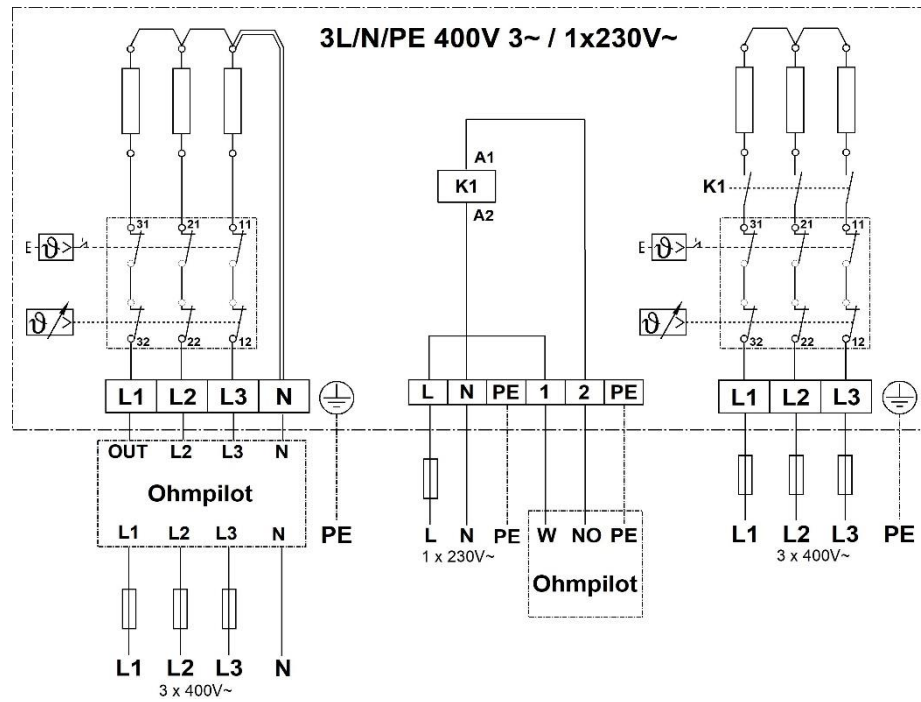 3L/N/PE 400V 3~ / 1x230V~
A1
K1
A2
K1
31 21 11
E ϑ>
32 22 12
ϑ >
31 21 11
E ϑ>
32 22 12
ϑ >
L1 L2 L3 N
L N PE 1 2 PE
L1 L2 L3
OUT L2 L3 N
Ohmpilot
L1 L2 L3 N
PE
L N PE W NO PE
1 x 230V~
Ohmpilot
L1 L2 L3 PE
3 x 400V~
L1 L2 L3 N
3 x 400V~